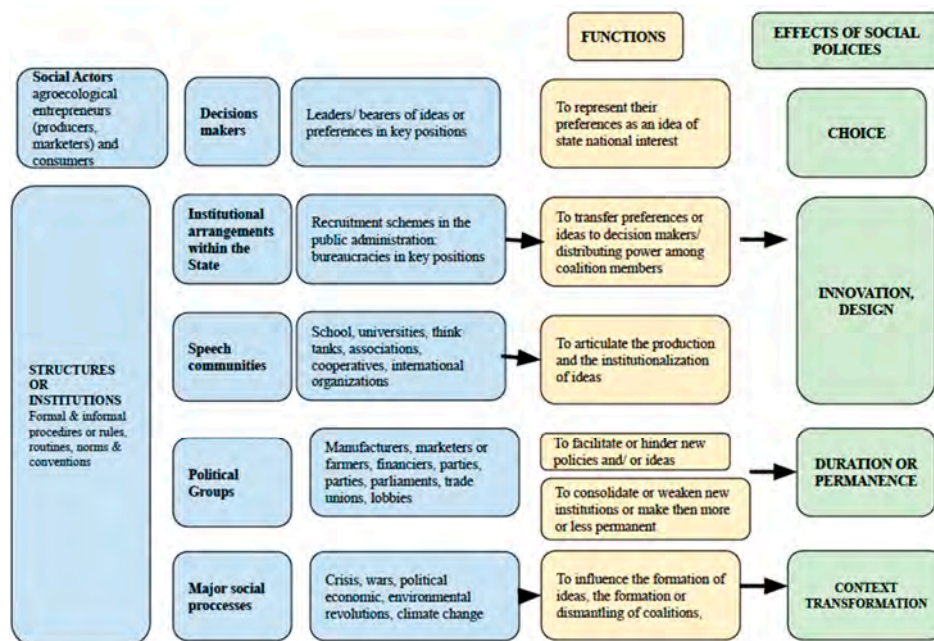 FUNCTIONS
EFFECTS OF SOCIAL
POLICIES
Social Actors
agroecological
entrepreneurs
(producers,
marketers) and
consumers
Decisions
makers
Leaders/ bearers of ideas or
preferences in key positions
To represent their
preferences as an idea of
state national interest
CHOICE
STRUCTURES
OR
INSTITUTIONS
Formal & informal
procedires or rules,
routines, norms &
conventions
Institutional
arrangements
within the
State
Recruitment schemes in the
public administration:
bureaucracies in key positions
To transfer preferences or
ideas to decision makers/
distributing power among
coalition members
INNOVATION,
DESIGN
Speech
communities
School, universities, think
tanks, associations,
cooperatives, international
organizations
To articulate the production
and the institutionalization
of ideas
Political
Groups
Manufacturers, marketers or
farmers, financiers, parties,
parties, parliaments, trade
unions, lobbies
To facilitate or hinder new
policies and/ or ideas
To consolidate or weaken new
institutions or make then more
or less permanent
DURATION OR
PERMANENCE
Major social
proccesses
Crisis, wars, political
economic, environmental
revolutions, climate change
To influence the formation of
ideas, the formation or
dismantling of coalitions,
CONTEXT
TRANSFORMATION